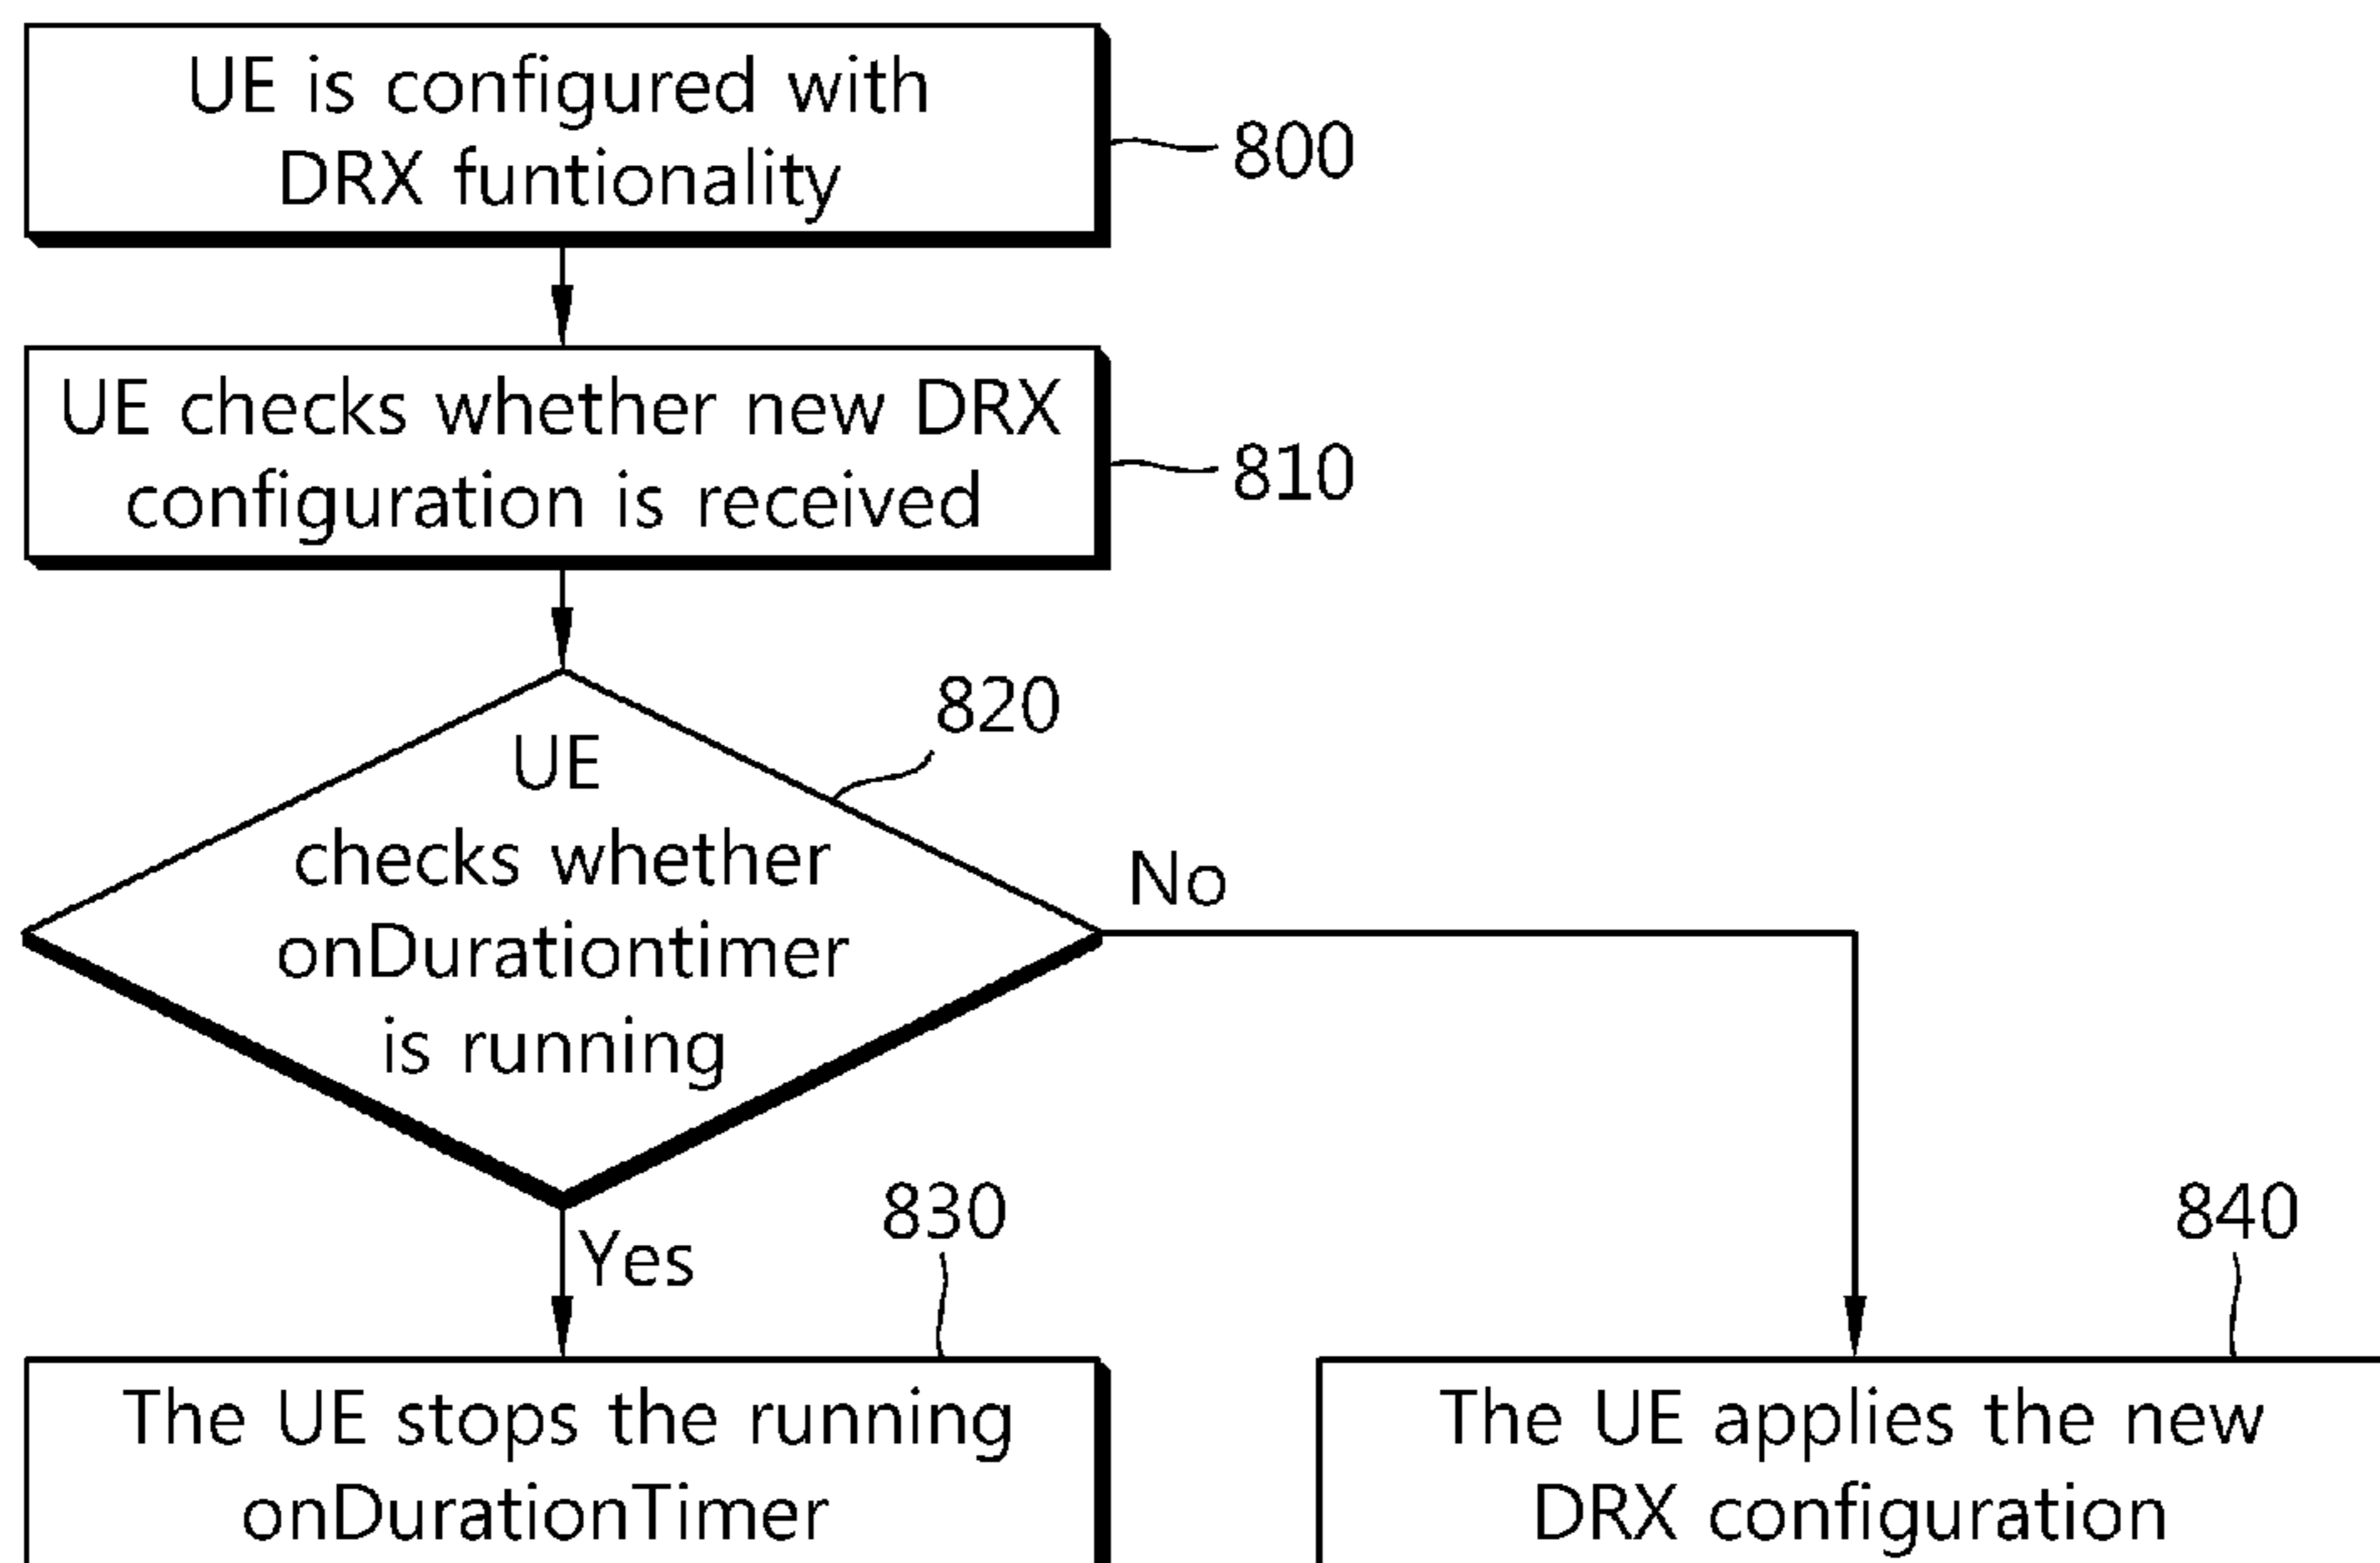 UE is configured with
DRX funtionality
800
UE checks whether new DRX
configuration is received
810
820
UE
checks whether
onDurationtimer
is running
No
Yes
830
840
The UE stops the running
onDurationTimer
The UE applies the new
DRX configuration